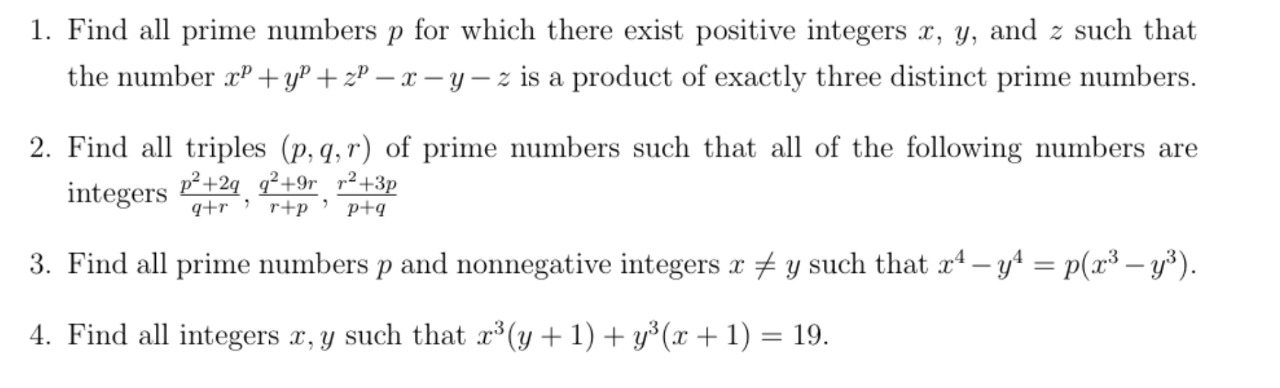 1. Find all prime numbers p for which there exist positive integers x, y, and z such that
the number x^p + y^p + z^p − x − y − z is a product of exactly three distinct prime numbers.
2. Find all triples (p, q, r) of prime numbers such that all of the following numbers are
integers \frac{p^2+2q}{q+r}, \frac{q^2+9r}{r+p}, \frac{r^2+3p}{p+q}
3. Find all prime numbers p and nonnegative integers x ≠ y such that x^4 − y^4 = p(x^3 − y^3).
4. Find all integers x, y such that x^3(y + 1) + y^3(x + 1) = 19.